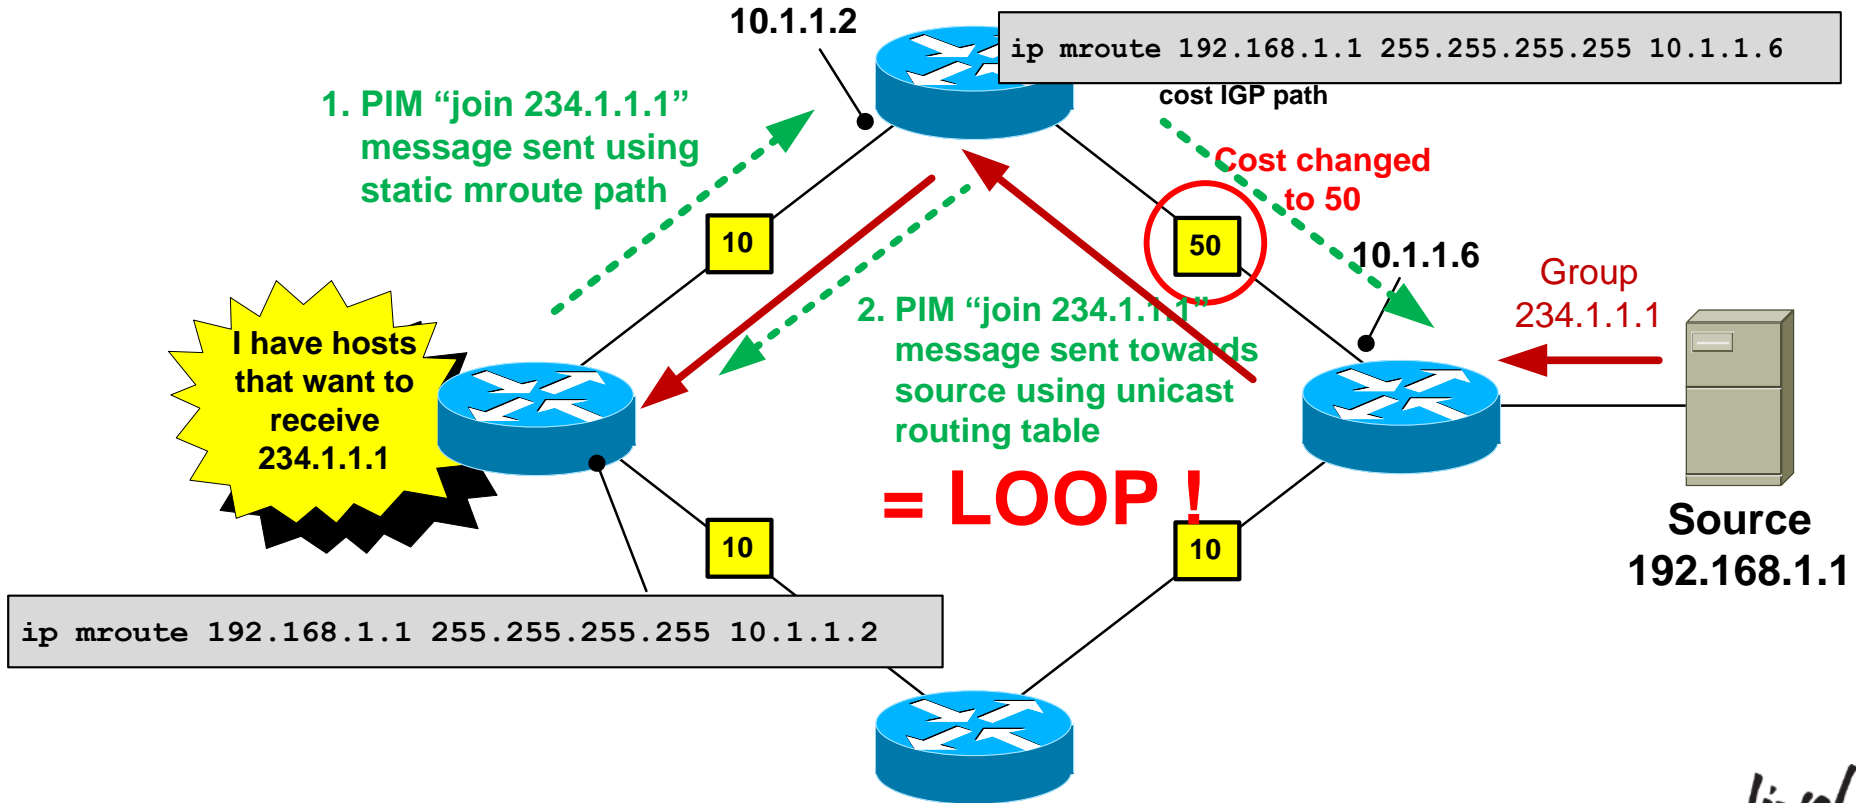 10.1.1.2
ip mroute 192.168.1.1 255.255.255.255 10.1.1.6
cost IGP path
1. PIM “join 234.1.1.1”
message sent using
static mroute path
Cost changed
to 50
10
50
10.1.1.6
Group
234.1.1.1
2. PIM “join 234.1.1.1”
message sent towards
source using unicast
routing table
I have hosts
that want to
receive
234.1.1.1
= LOOP !
10
10
Source
192.168.1.1
ip mroute 192.168.1.1 255.255.255.255 10.1.1.2